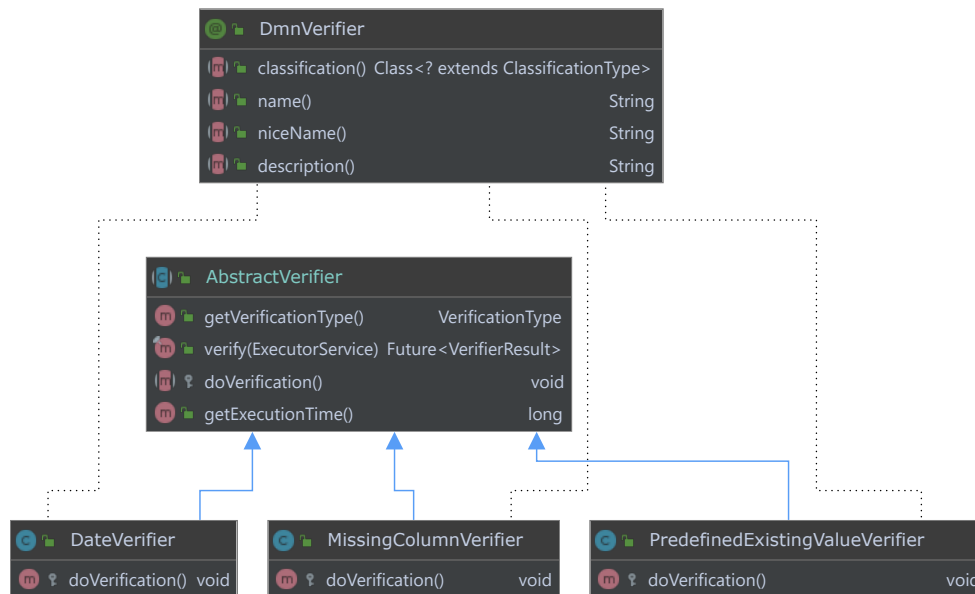 DmnVerifier
classification() Class<? extends ClassificationType>
name() String
niceName() String
description() String
AbstractVerifier
getVerificationType() VerificationType
verify(ExecutorService) Future<VerifierResult>
doVerification() void
getExecutionTime() long
DateVerifier MissingColumnVerifier PredefinedExistingValueVerifier
doVerification() void doVerification() void doVerification() void